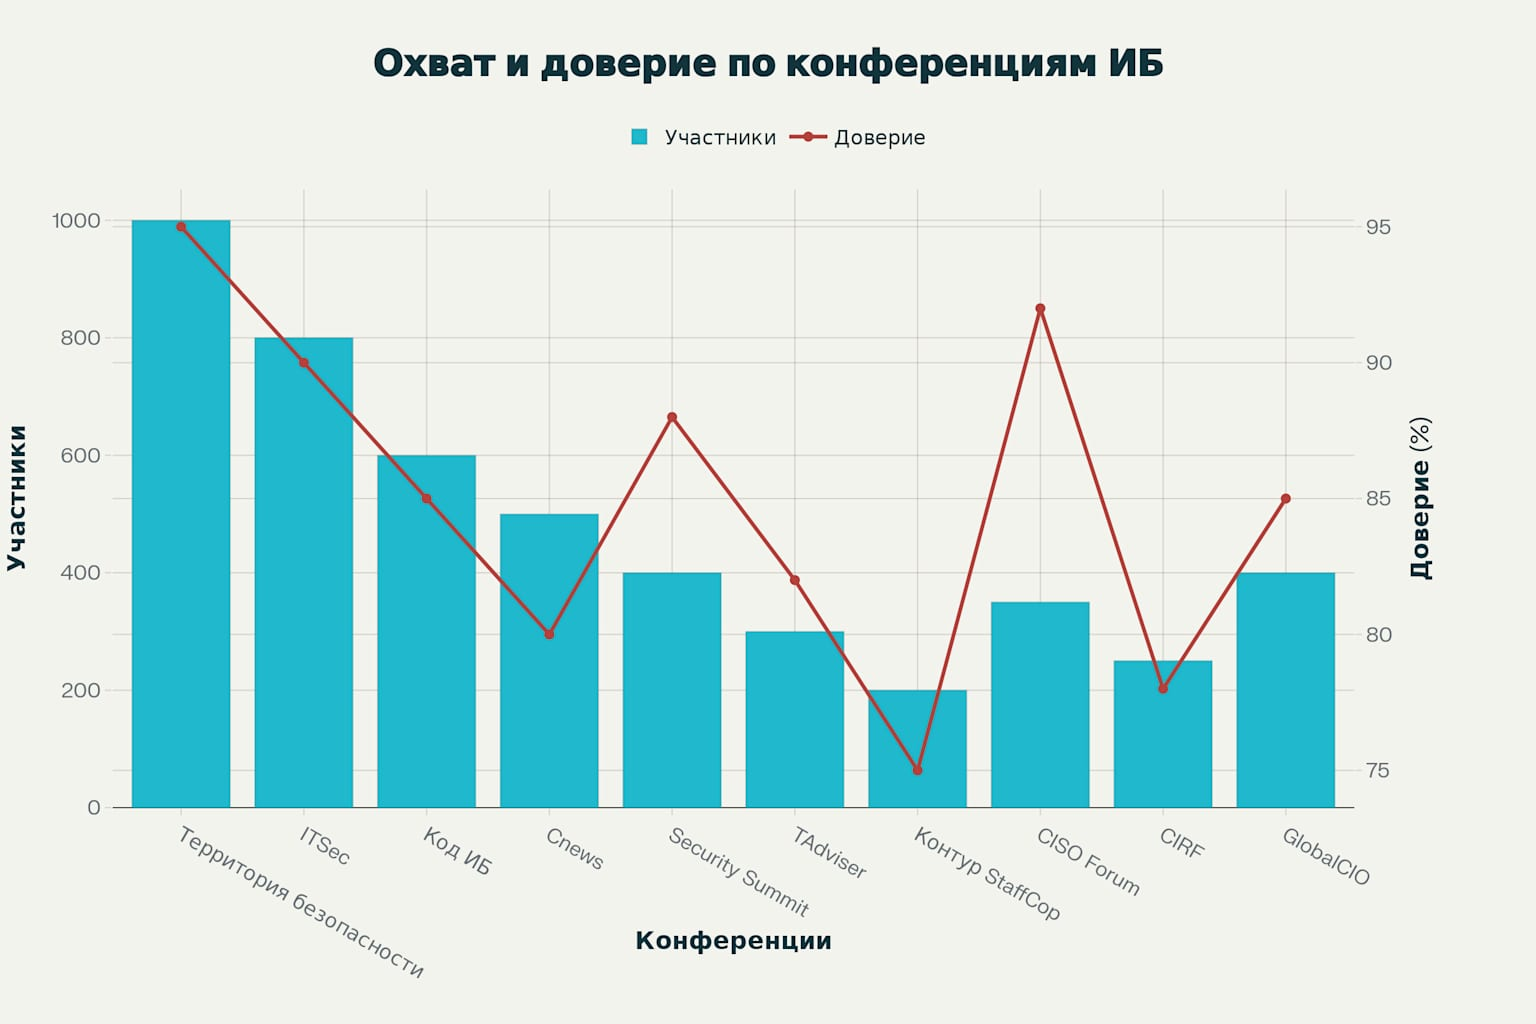 Охват и доверие по конференциям ИБ
Участники Доверие
1000
800
600
400
200
0
95
90
85
80
75
Участники
Доверие (%)
Территория безопасности
ITSec
Код ИБ
Cnews
Security Summit
TAdviser
Контур StaffCop
CISO Forum
CIRF
GlobalCIO
Конференции